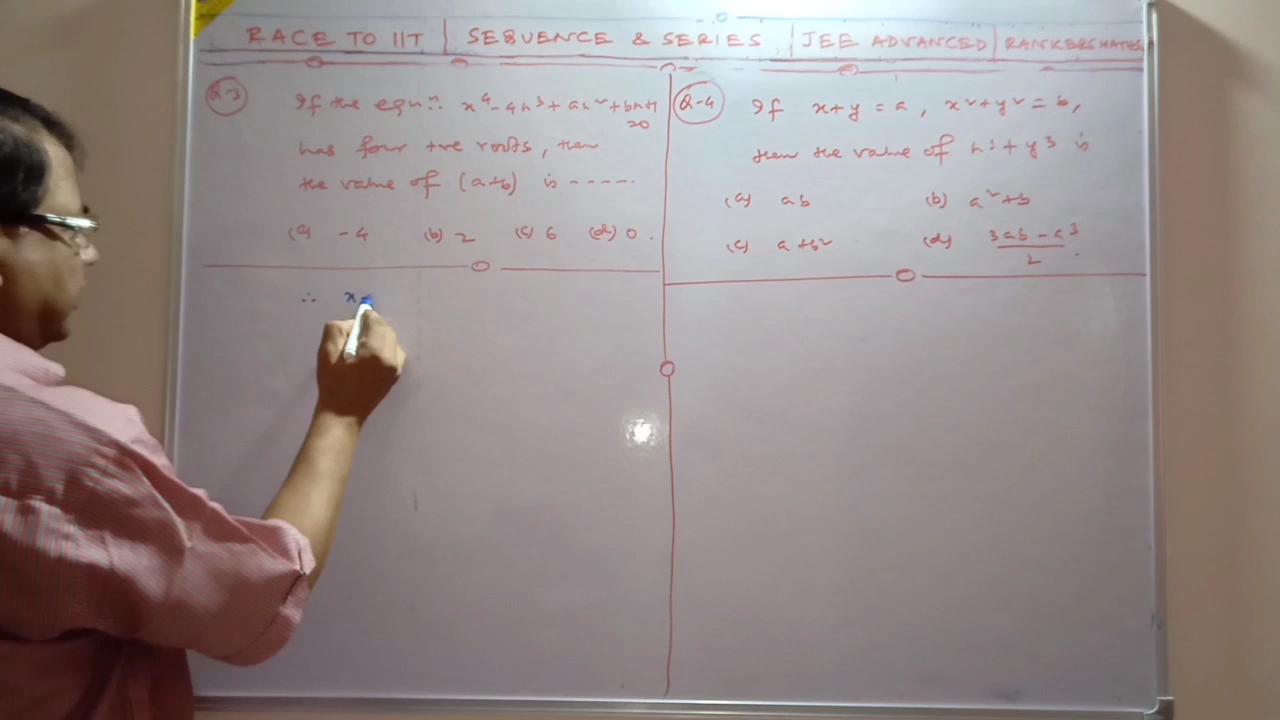 RACE TO IIT | SEQUENCE & SERIES | JEE ADVANCED | RANKERSMATHS
Q-3 If the eqn:. x⁴-4x³+ax²+bx+1
=0
has four +ve roots, then
the value of (a+b) is -----.
(a) -4 (b) 2 (c) 6 (d) 0.
∴ x
Q-4 If x+y = a, x²+y² = b,
then the value of x³+y³ is
(a) ab (b) a²+b
(c) a+b² (d) 3ab-a³
2.